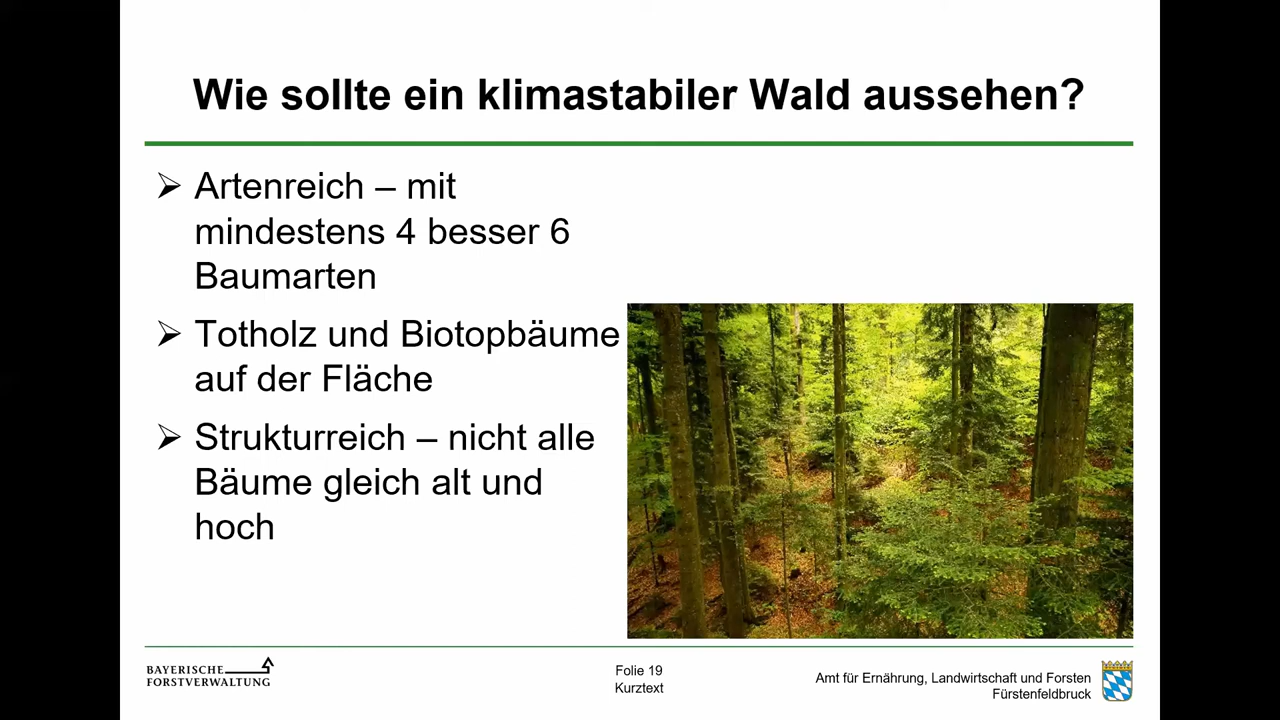 Wie sollte ein klimastabiler Wald aussehen?
➢ Artenreich – mit
mindestens 4 besser 6
Baumarten
➢ Totholz und Biotopbäume
auf der Fläche
➢ Strukturreich – nicht alle
Bäume gleich alt und
hoch
BAYERISCHE
FORSTVERWALTUNG
Folie 19
Kurztext
Amt für Ernährung, Landwirtschaft und Forsten
Fürstenfeldbruck